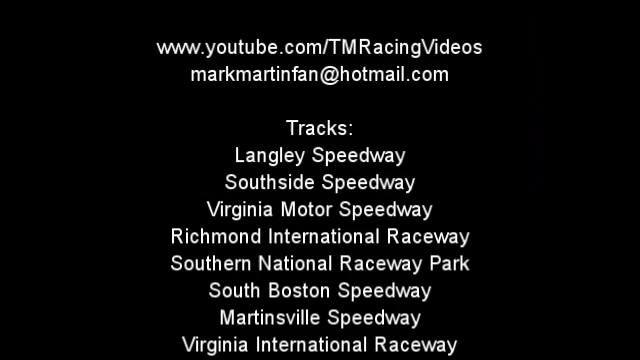 www.youtube.com/TMRacingVideos
markmartinfan@hotmail.com
Tracks:
Langley Speedway
Southside Speedway
Virginia Motor Speedway
Richmond International Raceway
Southern National Raceway Park
South Boston Speedway
Martinsville Speedway
Virginia International Raceway